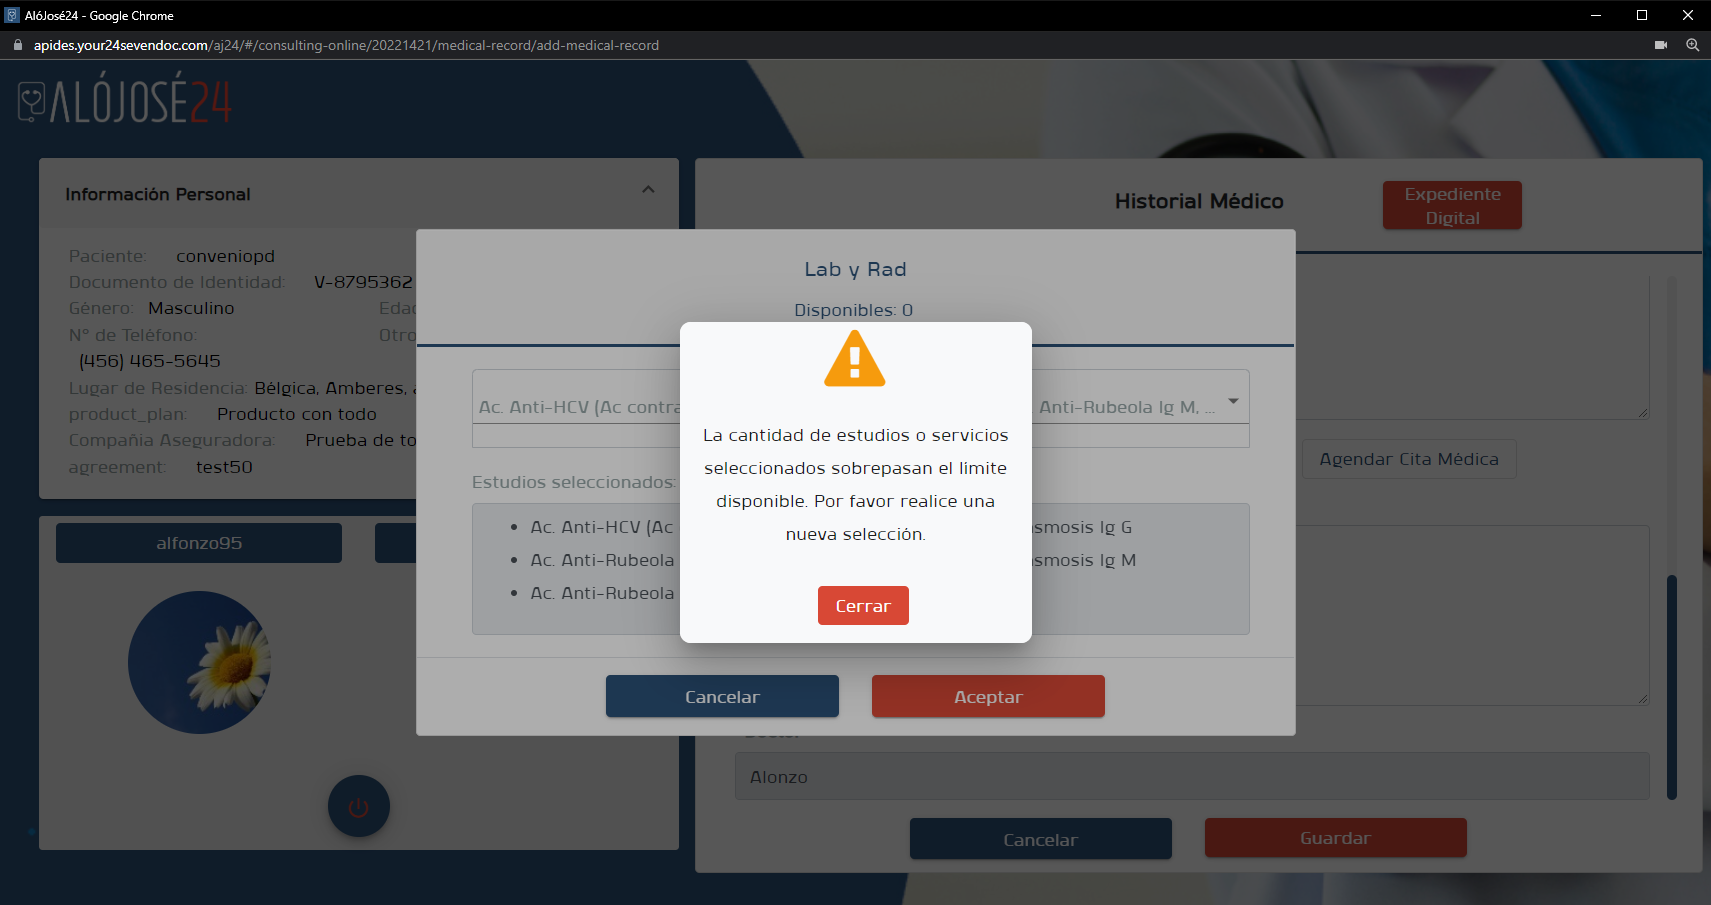 AlóJosé24 - Google Chrome
apides.your24sevendoc.com/aj24/#/consulting-online/20221421/medical-record/add-medical-record
ALÓJOSÉ24
Información Personal
Paciente: conveniopd
Documento de Identidad: V-8795362
Género: Masculino
N° de Teléfono:
(456) 465-5645
Lugar de Residencia: Bélgica, Amberes,
product_plan: Producto con todo
Compañia Aseguradora: Prueba de to
agreement: test50
alfonzo95
Historial Médico
Expediente
Digital
Lab y Rad
Disponibles: 0
Ac. Anti-HCV (Ac contra
Anti-Rubeola Ig M, ...
Estudios seleccionados:
• Ac. Anti-HCV (Ac
• Ac. Anti-Rubeola
• Ac. Anti-Rubeola
smosis Ig G
smosis Ig M
La cantidad de estudios o servicios
seleccionados sobrepasan el limite
disponible. Por favor realice una
nueva selección.
Cerrar
Cancelar
Aceptar
Agendar Cita Médica
Alonzo
Cancelar
Guardar